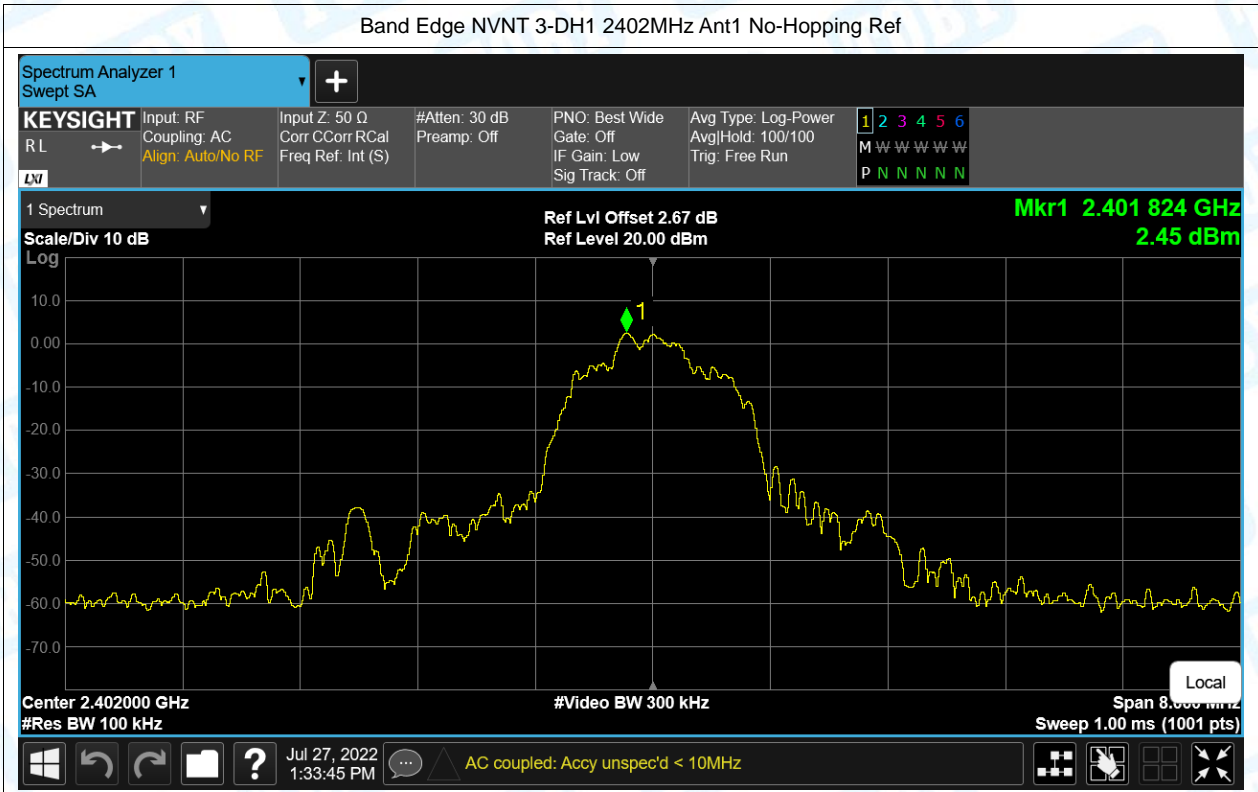 Band Edge NVNT 3-DH1 2402MHz Ant1 No-Hopping Ref
Spectrum Analyzer 1
Swept SA
KEYSIGHT
R L
LXI
Input: RF
Coupling: AC
Align: Auto/No RF
Input Z: 50 Ω
Corr CCorr RCal
Freq Ref: Int (S)
#Atten: 30 dB
Preamp: Off
PNO: Best Wide
Gate: Off
IF Gain: Low
Sig Track: Off
Avg Type: Log-Power
Avg|Hold: 100/100
Trig: Free Run
1 2 3 4 5 6
M W W W W W
P N N N N N
1 Spectrum
Scale/Div 10 dB
Log
Ref Lvl Offset 2.67 dB
Ref Level 20.00 dBm
Mkr1 2.401 824 GHz
2.45 dBm
1
10.0
0.00
-10.0
-20.0
-30.0
-40.0
-50.0
-60.0
-70.0
Center 2.402000 GHz
#Res BW 100 kHz
#Video BW 300 kHz
Local
Span 8.000 MHz
Sweep 1.00 ms (1001 pts)
?
Jul 27, 2022
1:33:45 PM
AC coupled: Accy unspec'd < 10MHz